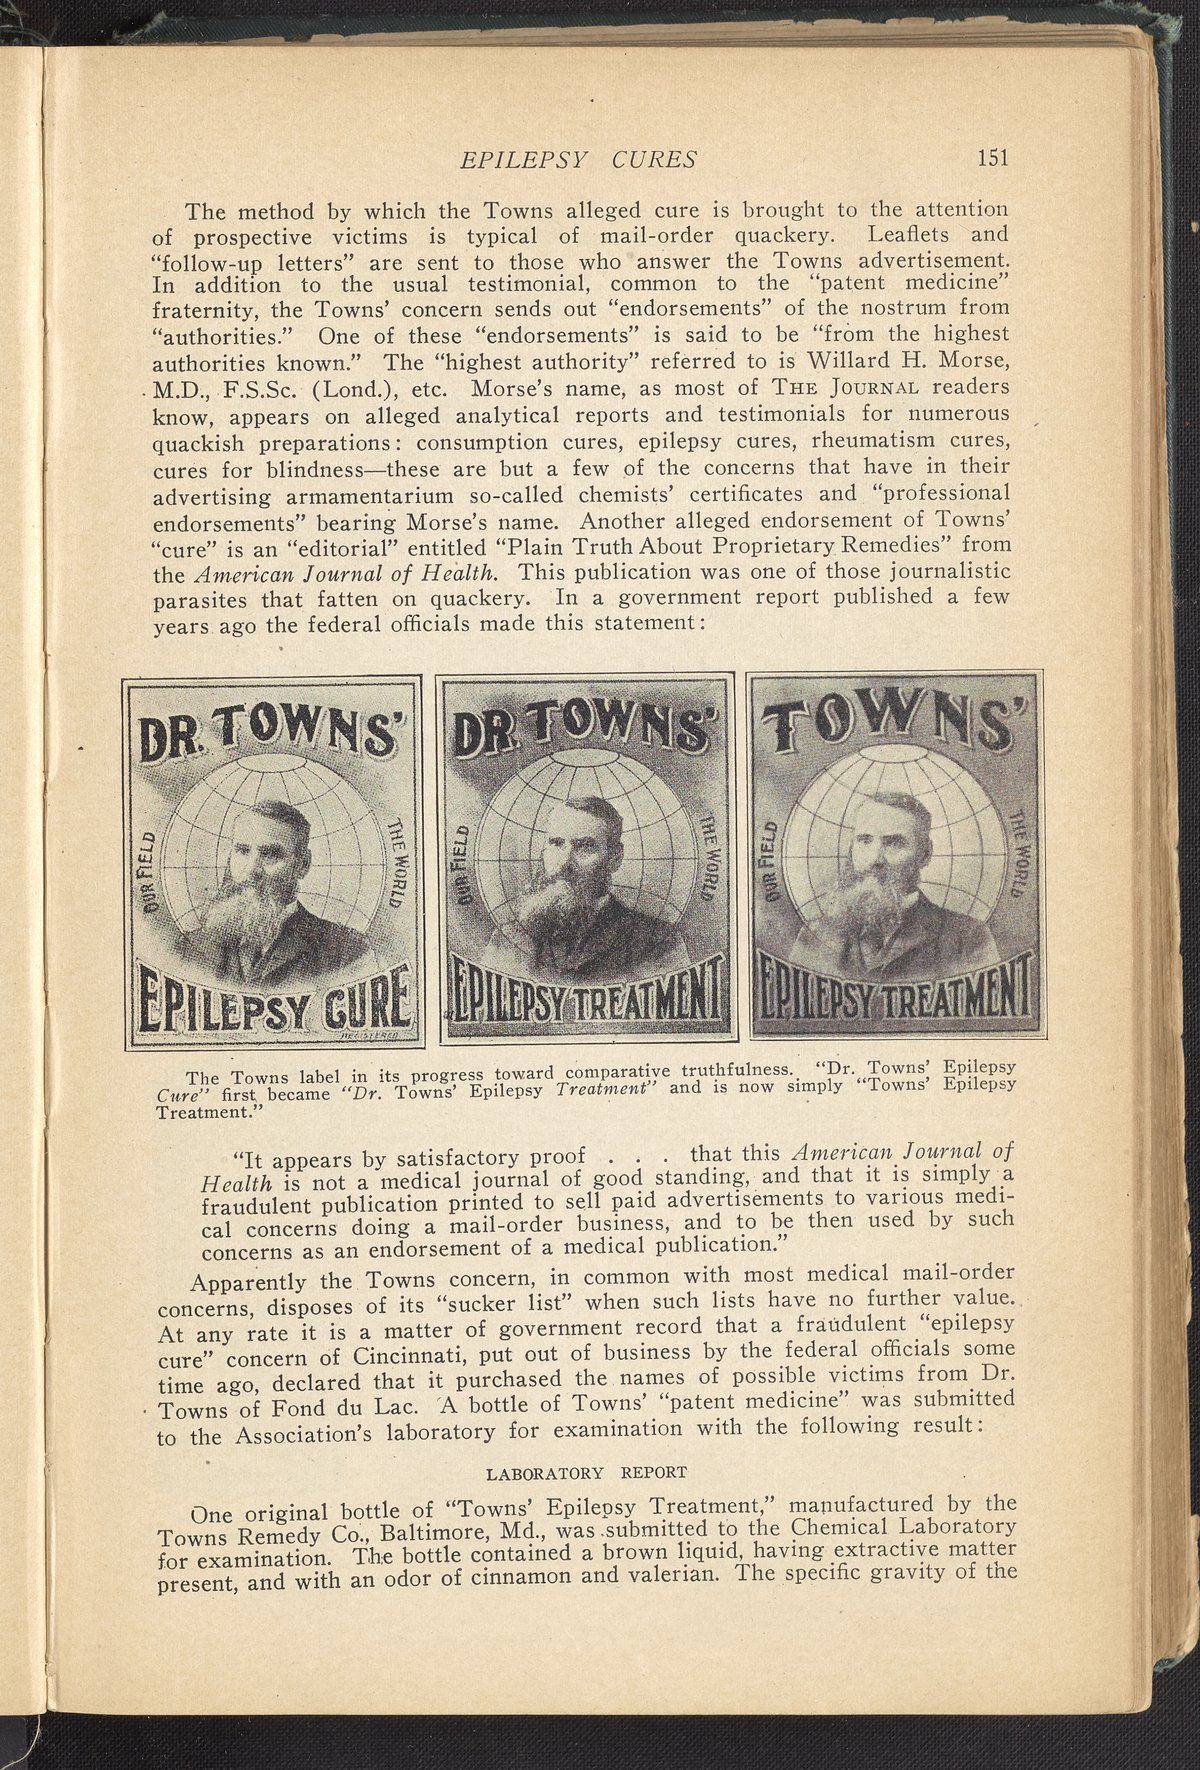 EPILEPSY CURES 151
The method by which the Towns alleged cure is brought to the attention
of prospective victims is typical of mail-order quackery. Leaflets and
“follow-up letters” are sent to those who answer the Towns advertisement.
In addition to the usual testimonial, common to the “patent medicine”
fraternity, the Towns’ concern sends out “endorsements” of the nostrum from
“authorities.” One of these “endorsements” is said to be “from the highest
authorities known.” The “highest authority” referred to is Willard H. Morse,
M.D., F.S.Sc. (Lond.), etc. Morse’s name, as most of THE JOURNAL readers
know, appears on alleged analytical reports and testimonials for numerous
quackish preparations: consumption cures, epilepsy cures, rheumatism cures,
cures for blindness—these are but a few of the concerns that have in their
advertising armamentarium so-called chemists’ certificates and “professional
endorsements” bearing Morse’s name. Another alleged endorsement of Towns’
“cure” is an “editorial” entitled “Plain Truth About Proprietary Remedies” from
the American Journal of Health. This publication was one of those journalistic
parasites that fatten on quackery. In a government report published a few
years ago the federal officials made this statement:
DR. TOWNS’
OUR FIELD
THE WORLD
EPILEPSY CURE
REGISTERED
DR. TOWNS’
OUR FIELD
THE WORLD
EPILEPSY TREATMENT
TOWNS’
OUR FIELD
THE WORLD
EPILEPSY TREATMENT
The Towns label in its progress toward comparative truthfulness. “Dr. Towns’ Epilepsy
Cure” first became “Dr. Towns’ Epilepsy Treatment” and is now simply “Towns’ Epilepsy
Treatment.”
“It appears by satisfactory proof . . . that this American Journal of
Health is not a medical journal of good standing, and that it is simply a
fraudulent publication printed to sell paid advertisements to various medi-
cal concerns doing a mail-order business, and to be then used by such
concerns as an endorsement of a medical publication.”
Apparently the Towns concern, in common with most medical mail-order
concerns, disposes of its “sucker list” when such lists have no further value.
At any rate it is a matter of government record that a fraudulent “epilepsy
cure” concern of Cincinnati, put out of business by the federal officials some
time ago, declared that it purchased the names of possible victims from Dr.
Towns of Fond du Lac. A bottle of Towns’ “patent medicine” was submitted
to the Association’s laboratory for examination with the following result:
LABORATORY REPORT
One original bottle of “Towns’ Epilepsy Treatment,” manufactured by the
Towns Remedy Co., Baltimore, Md., was submitted to the Chemical Laboratory
for examination. The bottle contained a brown liquid, having extractive matter
present, and with an odor of cinnamon and valerian. The specific gravity of the